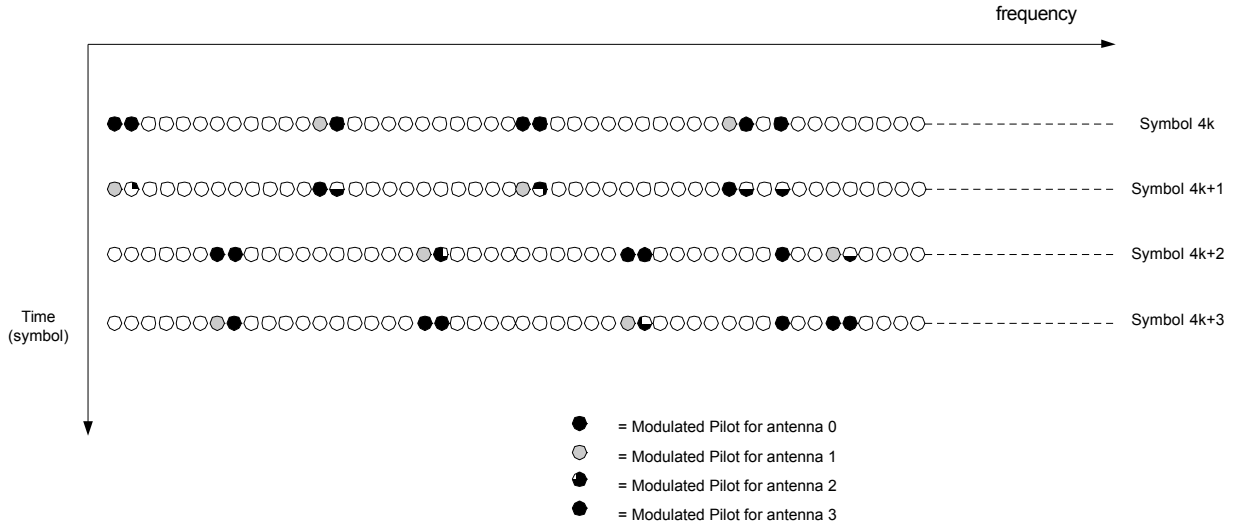 frequency
Symbol 4k
Symbol 4k+1
Symbol 4k+2
Symbol 4k+3
Time
(symbol)
= Modulated Pilot for antenna 0
= Modulated Pilot for antenna 1
= Modulated Pilot for antenna 2
= Modulated Pilot for antenna 3